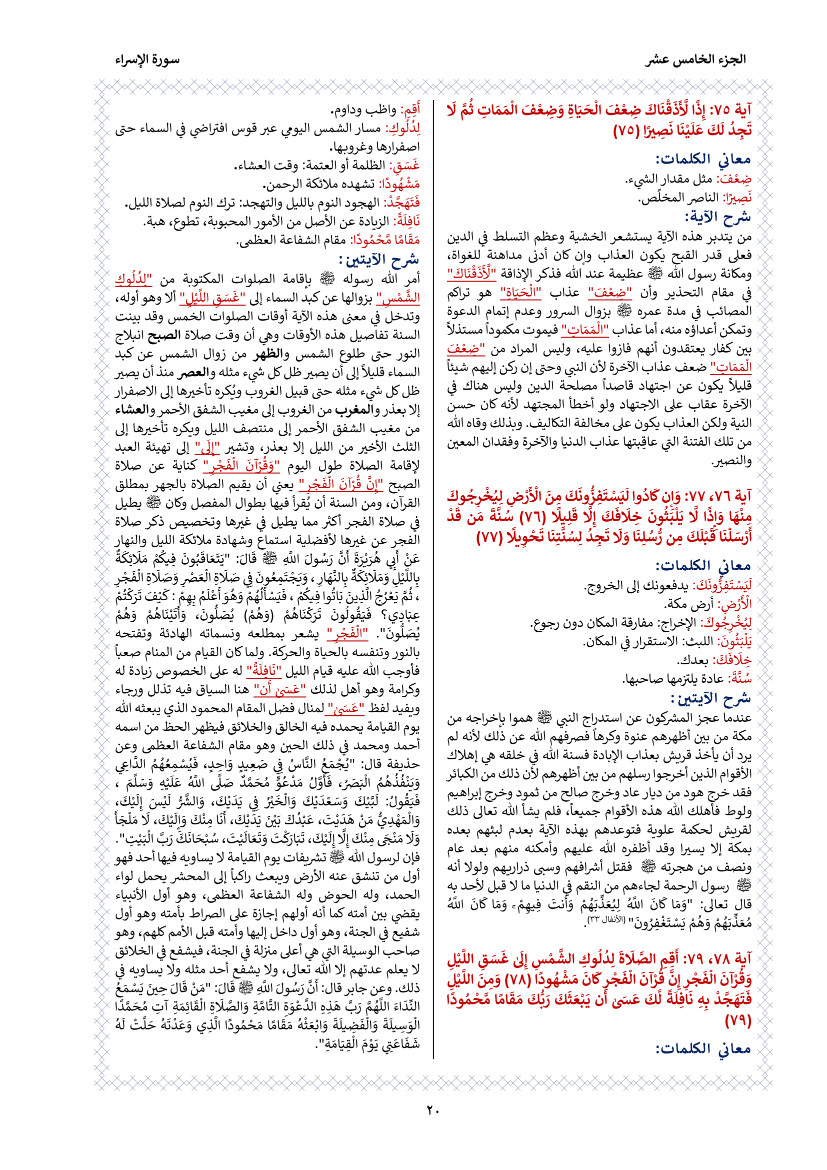 الجزء الخامس عشر
سورة الإسراء
آية ٧٥: إِذًا لَّأَذَقْنَاكَ ضِعْفَ الْحَيَاةِ وَضِعْفَ الْمَمَاتِ ثُمَّ لَا
تَجِدُ لَكَ عَلَيْنَا نَصِيرًا (٧٥)
معاني الكلمات:
ضِعْفَ: مثل مقدار الشيء.
نَصِيرًا: الناصر المخلّص.
شرح الآية:
من يتدبر هذه الآية يستشعر الخشية وعظم التسلط في الدين
فعلى قدر القبح يكون العذاب وإن كان أدنى مداهنة للغواة،
ومكانة رسول الله ﷺ عظيمة عند الله فذكر الإذاقة "لَّأَذَقْنَاكَ"
في مقام التحذير وأن "ضِعْفَ" عذاب "الْحَيَاةِ" هو تراكم
المصائب في مدة عمره ﷺ بزوال السرور وعدم إتمام الدعوة
وتمكن أعداؤه منه، أما عذاب "الْمَمَاتِ" فيموت مكموداً مستذلاً
بين كفار يعتقدون أنهم فازوا عليه، وليس المراد من "ضِعْفَ
الْمَمَاتِ" ضعف عذاب الآخرة لأن النبي وحتى إن ركن إليهم شيئاً
قليلاً يكون عن اجتهاد قاصداً مصلحة الدين وليس هناك في
الآخرة عقاب على الاجتهاد ولو أخطأ المجتهد لأنه كان حسن
النية ولكن العذاب يكون على مخالفة التكاليف. وبذلك وقاه الله
من تلك الفتنة التي عاقِبتها عذاب الدنيا والآخرة وفقدان المعين
والنصير.
آية ٧٦، ٧٧: وَإِن كَادُوا لَيَسْتَفِزُّونَكَ مِنَ الْأَرْضِ لِيُخْرِجُوكَ
مِنْهَا وَإِذًا لَّا يَلْبَثُونَ خِلَافَكَ إِلَّا قَلِيلًا (٧٦) سُنَّةَ مَن قَدْ
أَرْسَلْنَا قَبْلَكَ مِن رُّسُلِنَا وَلَا تَجِدُ لِسُنَّتِنَا تَحْوِيلًا (٧٧)
معاني الكلمات:
لَيَسْتَفِزُّونَكَ: يدفعونك إلى الخروج.
الْأَرْضِ: أرض مكة.
لِيُخْرِجُوكَ: الإخراج: مفارقة المكان دون رجوع.
يَلْبَثُونَ: اللبث: الاستقرار في المكان.
خِلَافَكَ: بعدك.
سُنَّةَ: عادة يلتزمها صاحبها.
شرح الآيتين:
عندما عجز المشركون عن استدراج النبي ﷺ هموا بإخراجه من
مكة من بين أظهرهم عنوة وكرهاً فصرفهم الله عن ذلك لأنه لم
يرد أن يأخذ قريش بعذاب الإبادة فسنة الله في خلقه هي إهلاك
الأقوام الذين أخرجوا رسلهم من بين أظهرهم لأن ذلك من الكبائر
فقد خرج هود من ديار عاد وخرج صالح من ثمود وخرج إبراهيم
ولوط فأهلك الله هذه الأقوام جميعاً، فلم يشأ الله تعالى ذلك
لقريش لحكمة علوية فتوعدهم بهذه الآية بعدم لبثهم بعده
بمكة إلا يسيرا وقد أظفره الله عليهم وأمكنه منهم بعد عام
ونصف من هجرته ﷺ فقتل أشرافهم وسبى ذراريهم ولولا أنه
ﷺ رسول الرحمة لجاءهم من النقم في الدنيا ما لا قبل لأحد به
قال تعالى: "وَمَا كَانَ اللَّهُ لِيُعَذِّبَهُمْ وَأَنتَ فِيهِمْ ۚ وَمَا كَانَ اللَّهُ
مُعَذِّبَهُمْ وَهُمْ يَسْتَغْفِرُونَ" (الأنفال ٣٣).
آية ٧٨، ٧٩: أَقِمِ الصَّلَاةَ لِدُلُوكِ الشَّمْسِ إِلَىٰ غَسَقِ اللَّيْلِ
وَقُرْآنَ الْفَجْرِ إِنَّ قُرْآنَ الْفَجْرِ كَانَ مَشْهُودًا (٧٨) وَمِنَ اللَّيْلِ
فَتَهَجَّدْ بِهِ نَافِلَةً لَّكَ عَسَىٰ أَن يَبْعَثَكَ رَبُّكَ مَقَامًا مَّحْمُودًا
(٧٩)
معاني الكلمات:
أَقِمِ: واظب وداوم.
لِدُلُوكِ: مسار الشمس اليومي عبر قوس افتراضي في السماء حتى
اصفرارها وغروبها.
غَسَقِ: الظلمة أو العتمة: وقت العشاء.
مَشْهُودًا: تشهده ملائكة الرحمن.
فَتَهَجَّدْ: الهجود النوم بالليل والتهجد: ترك النوم لصلاة الليل.
نَافِلَةً: الزيادة عن الأصل من الأمور المحبوبة، تطوع، هبة.
مَقَامًا مَّحْمُودًا: مقام الشفاعة العظمى.
شرح الآيتين:
أمر الله رسوله ﷺ بإقامة الصلوات المكتوبة من "لِدُلُوكِ
الشَّمْسِ" بزوالها عن كبد السماء إلى "غَسَقِ اللَّيْلِ" ألا وهو أوله،
وتدخل في معنى هذه الآية أوقات الصلوات الخمس وقد بينت
السنة تفاصيل هذه الأوقات وهي أن وقت صلاة الصبح انبلاج
النور حتى طلوع الشمس والظهر من زوال الشمس عن كبد
السماء قليلاً إلى أن يصير ظل كل شيء مثله والعصر منذ أن يصير
ظل كل شيء مثله حتى قبيل الغروب ويُكره تأخيرها إلى الاصفرار
إلا بعذر والمغرب من الغروب إلى مغيب الشفق الأحمر والعشاء
من مغيب الشفق الأحمر إلى منتصف الليل ويكره تأخيرها إلى
الثلث الأخير من الليل إلا بعذر، وتشير "إِلَىٰ" إلى تهيئة العبد
لإقامة الصلاة طول اليوم "وَقُرْآنَ الْفَجْرِ" كناية عن صلاة
الصبح "إِنَّ قُرْآنَ الْفَجْرِ" يعني أن يقيم الصلاة بالجهر بمطلق
القرآن، ومن السنة أن يُقرأ فيها بطوال المفصل وكان ﷺ يطيل
في صلاة الفجر أكثر مما يطيل في غيرها وتخصيص ذكر صلاة
الفجر عن غيرها لأفضلية استماع وشهادة ملائكة الليل والنهار
عَنْ أَبِي هُرَيْرَةَ أَنَّ رَسُولَ اللَّهِ ﷺ قَالَ: "يَتَعَاقَبُونَ فِيكُمْ مَلَائِكَةٌ
بِاللَّيْلِ وَمَلَائِكَةٌ بِالنَّهَارِ ، وَيَجْتَمِعُونَ فِي صَلَاةِ الْعَصْرِ وَصَلَاةِ الْفَجْرِ
، ثُمَّ يَعْرُجُ الَّذِينَ بَاتُوا فِيكُمْ ، فَيَسْأَلُهُمْ وَهُوَ أَعْلَمُ بِهِمْ : كَيْفَ تَرَكْتُمْ
عِبَادِي؟ فَيَقُولُونَ تَرَكْنَاهُمْ (وَهُمْ) يُصَلُّونَ، وَأَتَيْنَاهُمْ وَهُمْ
يُصَلُّونَ". "الْفَجْرِ" يشعر بمطلعه ونسماته الهادئة وتفتحه
بالنور وتنفسه بالحياة والحركة. ولما كان القيام من المنام صعباً
فأوجب الله عليه قيام الليل "نَافِلَةً" له على الخصوص زيادة له
وكرامة وهو أهل لذلك "عَسَىٰ أَن" هنا السياق فيه تذلل ورجاء
ويفيد لفظ "عَسَىٰ" لمنال فضل المقام المحمود الذي يبعثه الله
يوم القيامة يحمده فيه الخالق والخلائق فيظهر الحظ من اسمه
أحمد ومحمد في ذلك الحين وهو مقام الشفاعة العظمى وعن
حذيفة قال: "يُجْمَعُ النَّاسُ فِي صَعِيدٍ وَاحِدٍ، فَيُسْمِعُهُمُ الدَّاعِي
وَيَنْفُذُهُمُ الْبَصَرُ، فَأَوَّلُ مَدْعُوٍّ مُحَمَّدٌ صَلَّى اللَّهُ عَلَيْهِ وَسَلَّمَ ،
فَيَقُولُ: لَبَّيْكَ وَسَعْدَيْكَ وَالْخَيْرُ فِي يَدَيْكَ، وَالشَّرُّ لَيْسَ إِلَيْكَ،
وَالْمَهْدِيُّ مَنْ هَدَيْتَ، عَبْدُكَ بَيْنَ يَدَيْكَ، أَنَا مِنْكَ وَإِلَيْكَ، لَا مَلْجَأَ
وَلَا مَنْجَى مِنْكَ إِلَّا إِلَيْكَ، تَبَارَكْتَ وَتَعَالَيْتَ، سُبْحَانَكَ رَبَّ الْبَيْتِ".
فإن لرسول الله ﷺ تشريفات يوم القيامة لا يساويه فيها أحد فهو
أول من تنشق عنه الأرض ويبعث راكباً إلى المحشر يحمل لواء
الحمد، وله الحوض وله الشفاعة العظمى، وهو أول الأنبياء
يقضي بين أمته كما أنه أولهم إجازة على الصراط بأمته وهو أول
شفيع في الجنة، وهو أول داخل إليها وأمته قبل الأمم كلهم، وهو
صاحب الوسيلة التي هي أعلى منزلة في الجنة، فيشفع في الخلائق
لا يعلم عدتهم إلا الله تعالى، ولا يشفع أحد مثله ولا يساويه في
ذلك. وعن جابر قال: أَنَّ رَسُولَ اللَّهِ ﷺ قَالَ: "مَنْ قَالَ حِينَ يَسْمَعُ
النِّدَاءَ اللَّهُمَّ رَبَّ هَذِهِ الدَّعْوَةِ التَّامَّةِ وَالصَّلَاةِ الْقَائِمَةِ آتِ مُحَمَّدًا
الْوَسِيلَةَ وَالْفَضِيلَةَ وَابْعَثْهُ مَقَامًا مَحْمُودًا الَّذِي وَعَدْتَهُ حَلَّتْ لَهُ
شَفَاعَتِي يَوْمَ الْقِيَامَةِ".
٢٠